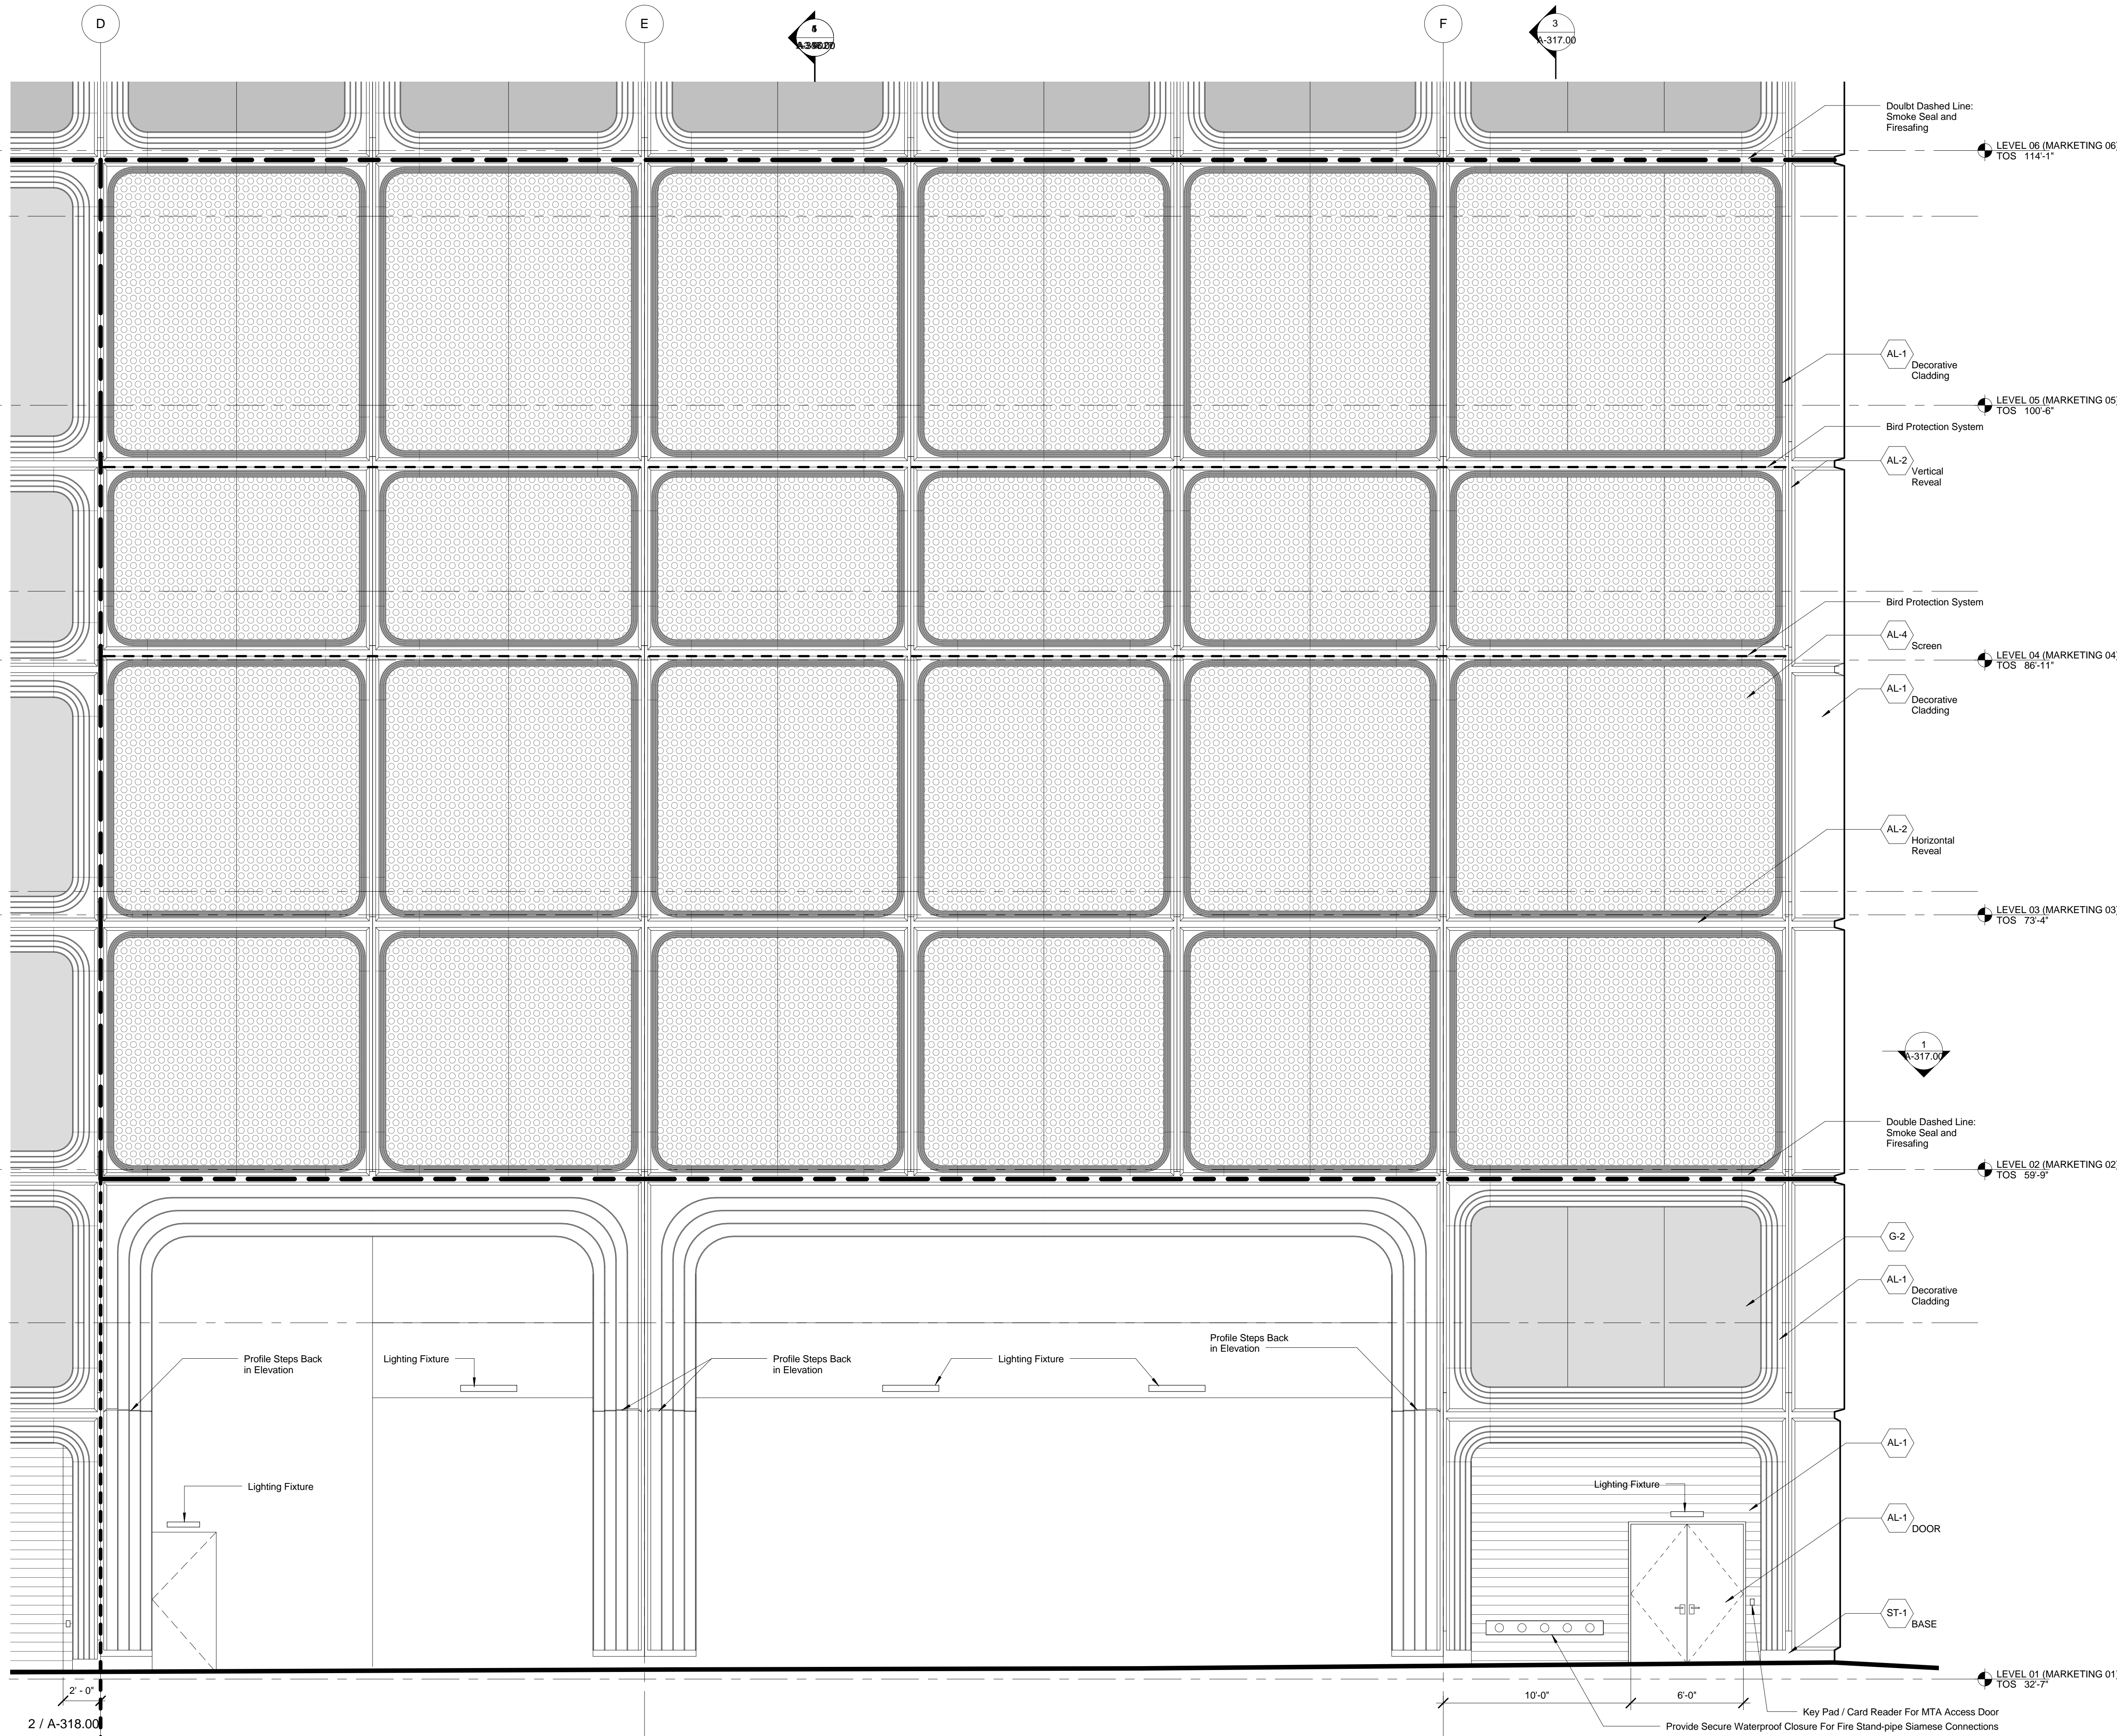 D
E
F
3
A-317.00
Doulbt Dashed Line:
Smoke Seal and
Firesafing
LEVEL 06 (MARKETING 06)
TOS 114'-1"
AL-1
Decorative
Cladding
LEVEL 05 (MARKETING 05)
TOS 100'-6"
Bird Protection System
AL-2
Vertical
Reveal
Bird Protection System
AL-4
Screen
LEVEL 04 (MARKETING 04)
TOS 86'-11"
AL-1
Decorative
Cladding
AL-2
Horizontal
Reveal
LEVEL 03 (MARKETING 03)
TOS 73'-4"
1
A-317.00
Double Dashed Line:
Smoke Seal and
Firesafing
LEVEL 02 (MARKETING 02)
TOS 59'-9"
G-2
AL-1
Decorative
Cladding
Profile Steps Back
in Elevation
Lighting Fixture
Profile Steps Back
in Elevation
Lighting Fixture
Profile Steps Back
in Elevation
AL-1
Lighting Fixture
Lighting Fixture
AL-1
DOOR
ST-1
BASE
LEVEL 01 (MARKETING 01)
TOS 32'-7"
2' - 0"
10'-0"
6'-0"
Key Pad / Card Reader For MTA Access Door
2 / A-318.00
Provide Secure Waterproof Closure For Fire Stand-pipe Siamese Connections